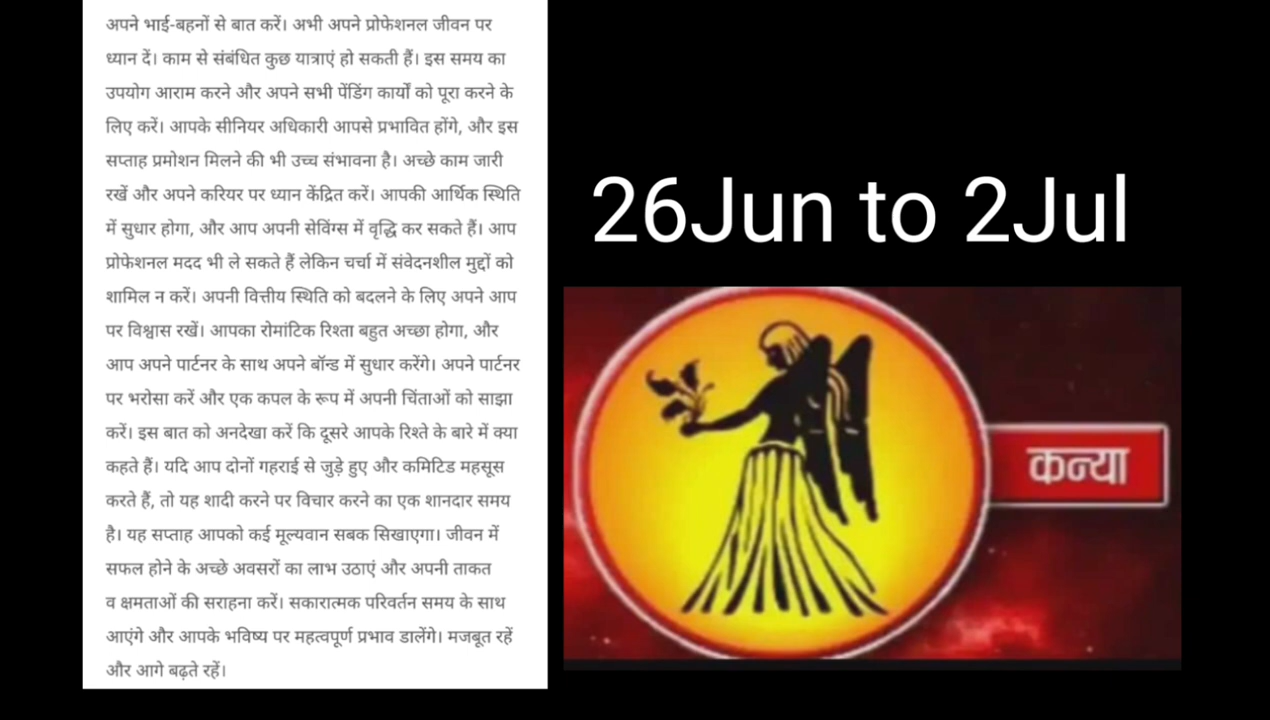 अपने भाई-बहनों से बात करें। अभी अपने प्रोफेशनल जीवन पर
ध्यान दें। काम से संबंधित कुछ यात्राएं हो सकती हैं। इस समय का
उपयोग आराम करने और अपने सभी पेंडिंग कार्यों को पूरा करने के
लिए करें। आपके सीनियर अधिकारी आपसे प्रभावित होंगे, और इस
सप्ताह प्रमोशन मिलने की भी उच्च संभावना है। अच्छे काम जारी
रखें और अपने करियर पर ध्यान केंद्रित करें। आपकी आर्थिक स्थिति
में सुधार होगा, और आप अपनी सेविंग्स में वृद्धि कर सकते हैं। आप
प्रोफेशनल मदद भी ले सकते हैं लेकिन चर्चा में संवेदनशील मुद्दों को
शामिल न करें। अपनी वित्तीय स्थिति को बदलने के लिए अपने आप
पर विश्वास रखें। आपका रोमांटिक रिश्ता बहुत अच्छा होगा, और
आप अपने पार्टनर के साथ अपने बॉन्ड में सुधार करेंगे। अपने पार्टनर
पर भरोसा करें और एक कपल के रूप में अपनी चिंताओं को साझा
करें। इस बात को अनदेखा करें कि दूसरे आपके रिश्ते के बारे में क्या
कहते हैं। यदि आप दोनों गहराई से जुड़े हुए और कमिटिड महसूस
करते हैं, तो यह शादी करने पर विचार करने का एक शानदार समय
है। यह सप्ताह आपको कई मूल्यवान सबक सिखाएगा। जीवन में
सफल होने के अच्छे अवसरों का लाभ उठाएं और अपनी ताकत
व क्षमताओं की सराहना करें। सकारात्मक परिवर्तन समय के साथ
आएंगे और आपके भविष्य पर महत्वपूर्ण प्रभाव डालेंगे। मजबूत रहें
और आगे बढ़ते रहें।
26Jun to 2Jul
कन्या